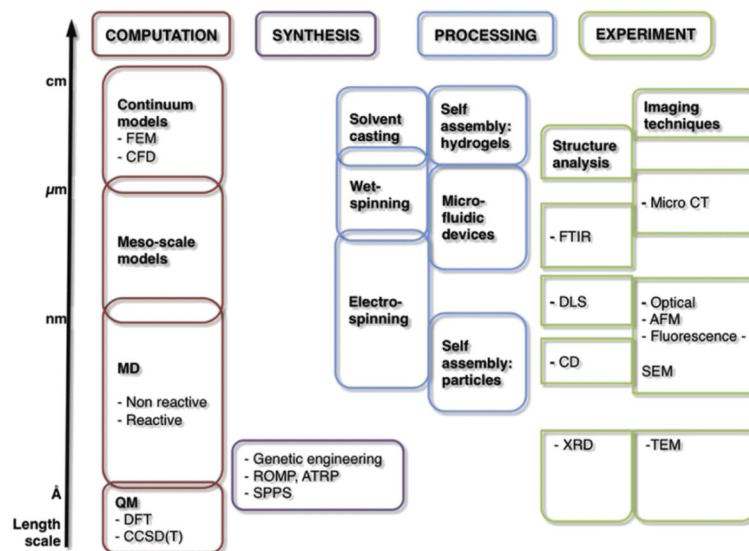 COMPUTATION
SYNTHESIS
PROCESSING
EXPERIMENT
cm
µm
nm
Å
Length
scale
Continuum
models
- FEM
- CFD
Meso-scale
models
MD
- Non reactive
- Reactive
QM
- DFT
- CCSD(T)
- Genetic engineering
- ROMP, ATRP
- SPPS
Solvent
casting
Wet-
spinning
Electro-
spinning
Self
assembly:
hydrogels
Micro-
fluidic
devices
Self
assembly:
particles
Structure
analysis
- FTIR
- DLS
- CD
- XRD
Imaging
techniques
- Micro CT
- Optical
- AFM
- Fluorescence -
SEM
-TEM